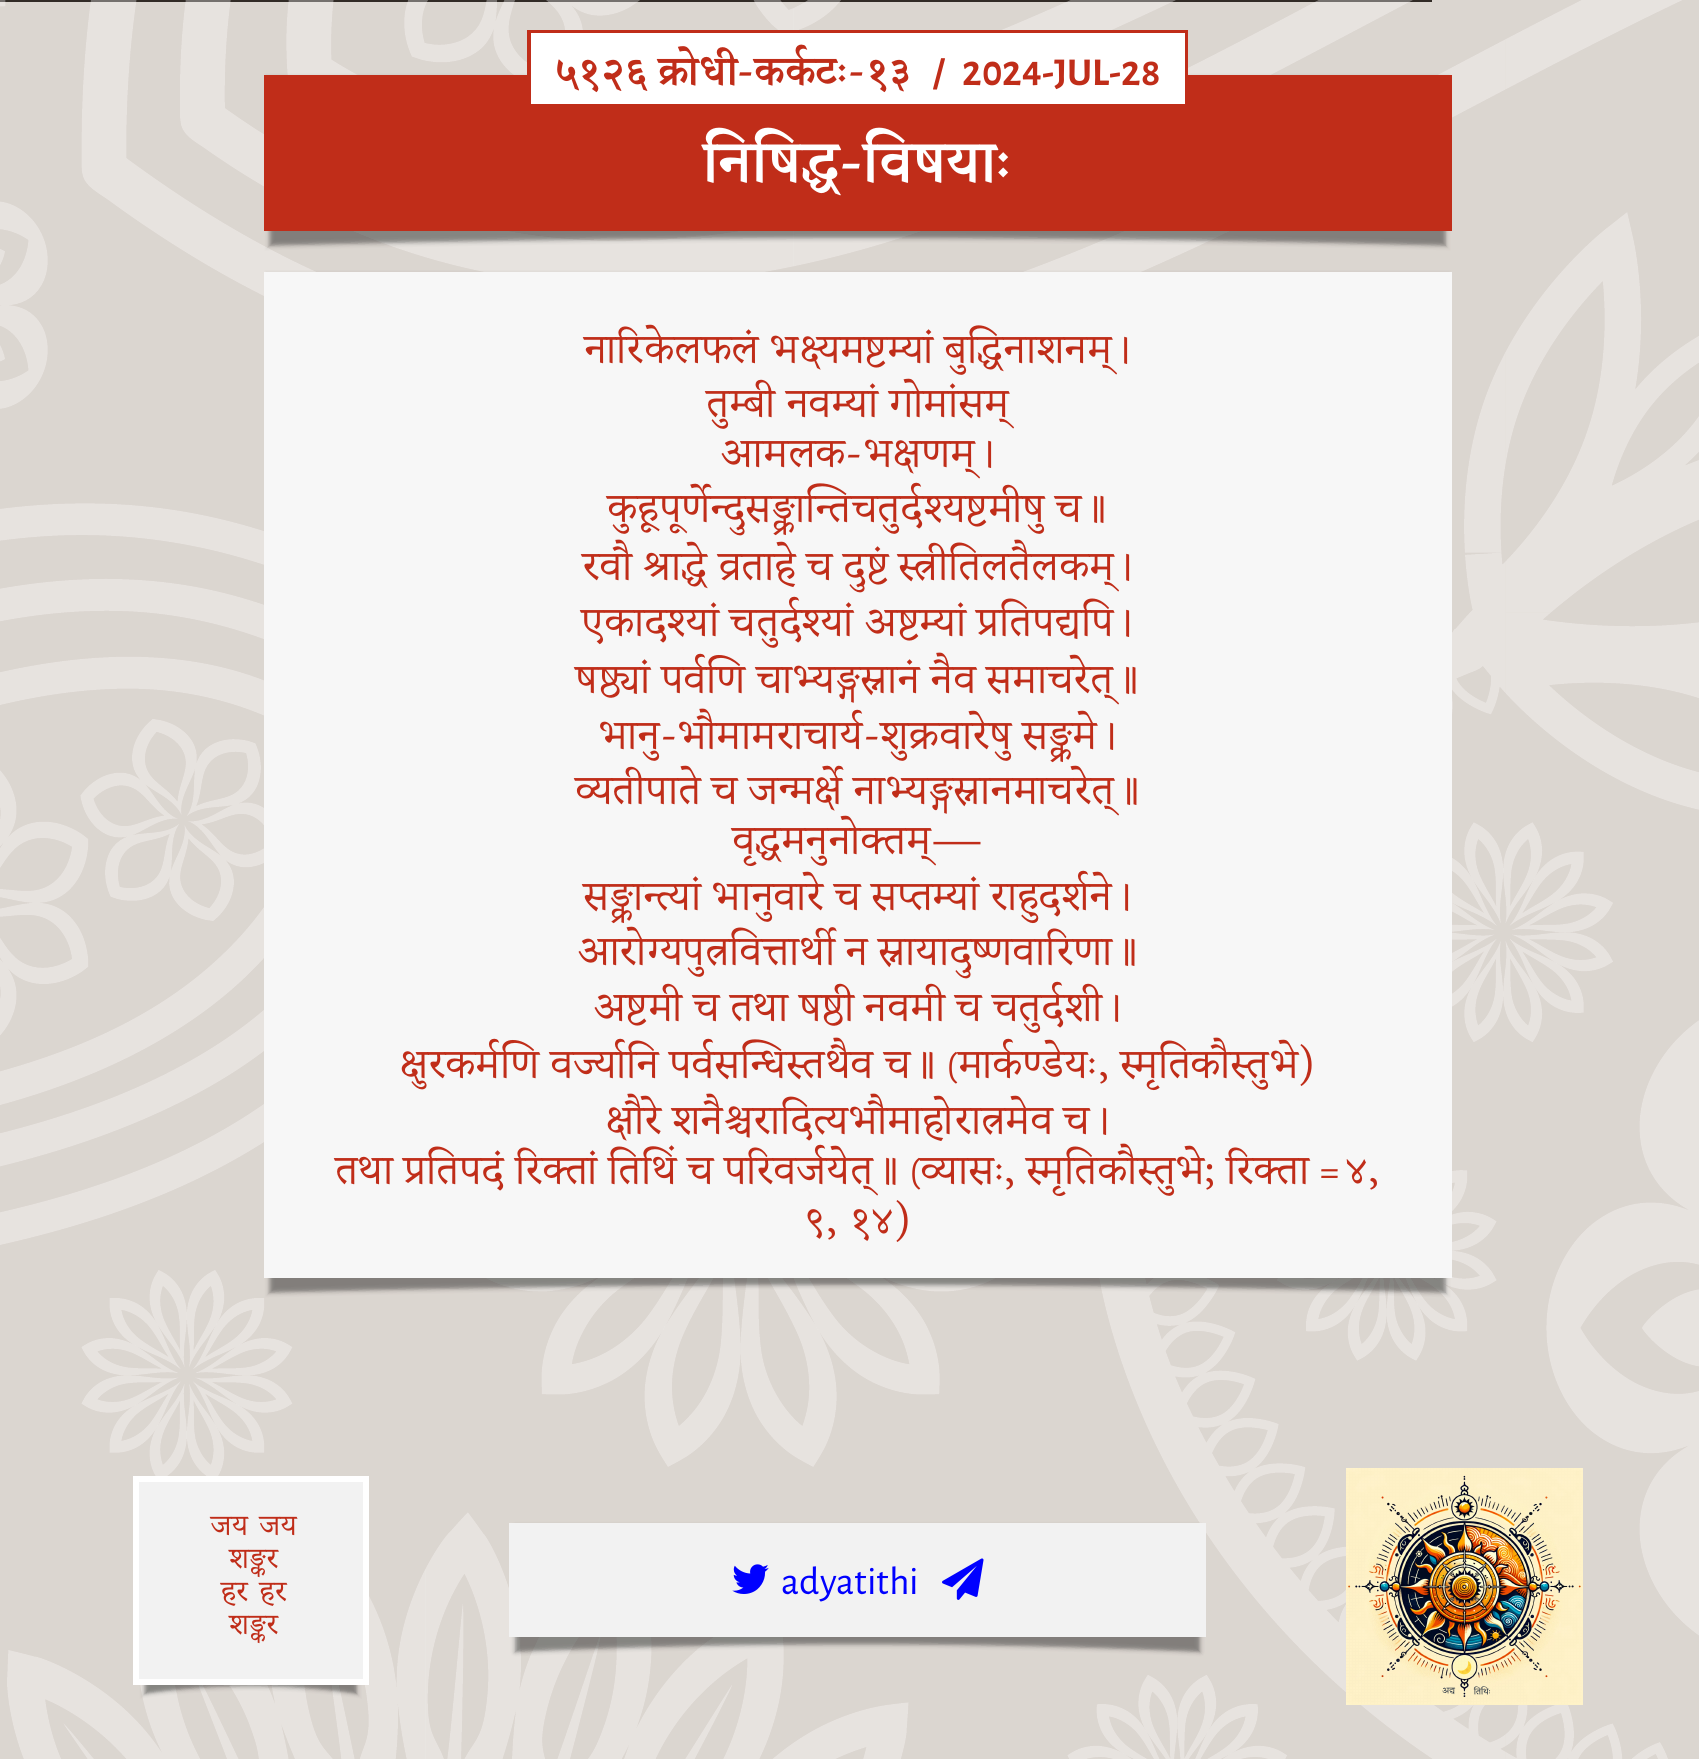 ५१२६ क्रोधी-कर्कटः-१३ / 2024-JUL-28
निषिद्ध-विषयाः
नारिकेलफलं भक्ष्यमष्टम्यां बुद्धिनाशनम्।
तुम्बी नवम्यां गोमांसम्
आमलक-भक्षणम्।
कुहूपूर्णेन्दुसङ्क्रान्तिचतुर्दश्यष्टमीषु च॥
रवौ श्राद्धे व्रताहे च दुष्टं स्त्रीतिलतैलकम्।
एकादश्यां चतुर्दश्यां अष्टम्यां प्रतिपद्यपि।
षष्ठ्यां पर्वणि चाभ्यङ्गस्नानं नैव समाचरेत्॥
भानु-भौमामराचार्य-शुक्रवारेषु सङ्क्रमे।
व्यतीपाते च जन्मर्क्षे नाभ्यङ्गस्नानमाचरेत्॥
वृद्धमनुनोक्तम्—
सङ्क्रान्त्यां भानुवारे च सप्तम्यां राहुदर्शने।
आरोग्यपुत्रवित्तार्थी न स्नायादुष्णवारिणा॥
अष्टमी च तथा षष्ठी नवमी च चतुर्दशी।
क्षुरकर्मणि वर्ज्यानि पर्वसन्धिस्तथैव च॥ (मार्कण्डेयः, स्मृतिकौस्तुभे)
क्षौरे शनैश्चरादित्यभौमाहोरात्रमेव च।
तथा प्रतिपदं रिक्तां तिथिं च परिवर्जयेत्॥ (व्यासः, स्मृतिकौस्तुभे; रिक्ता =४,
९, १४)
जय जय
शङ्कर
हर हर
शङ्कर
adyatithi
अद्य तिथिः